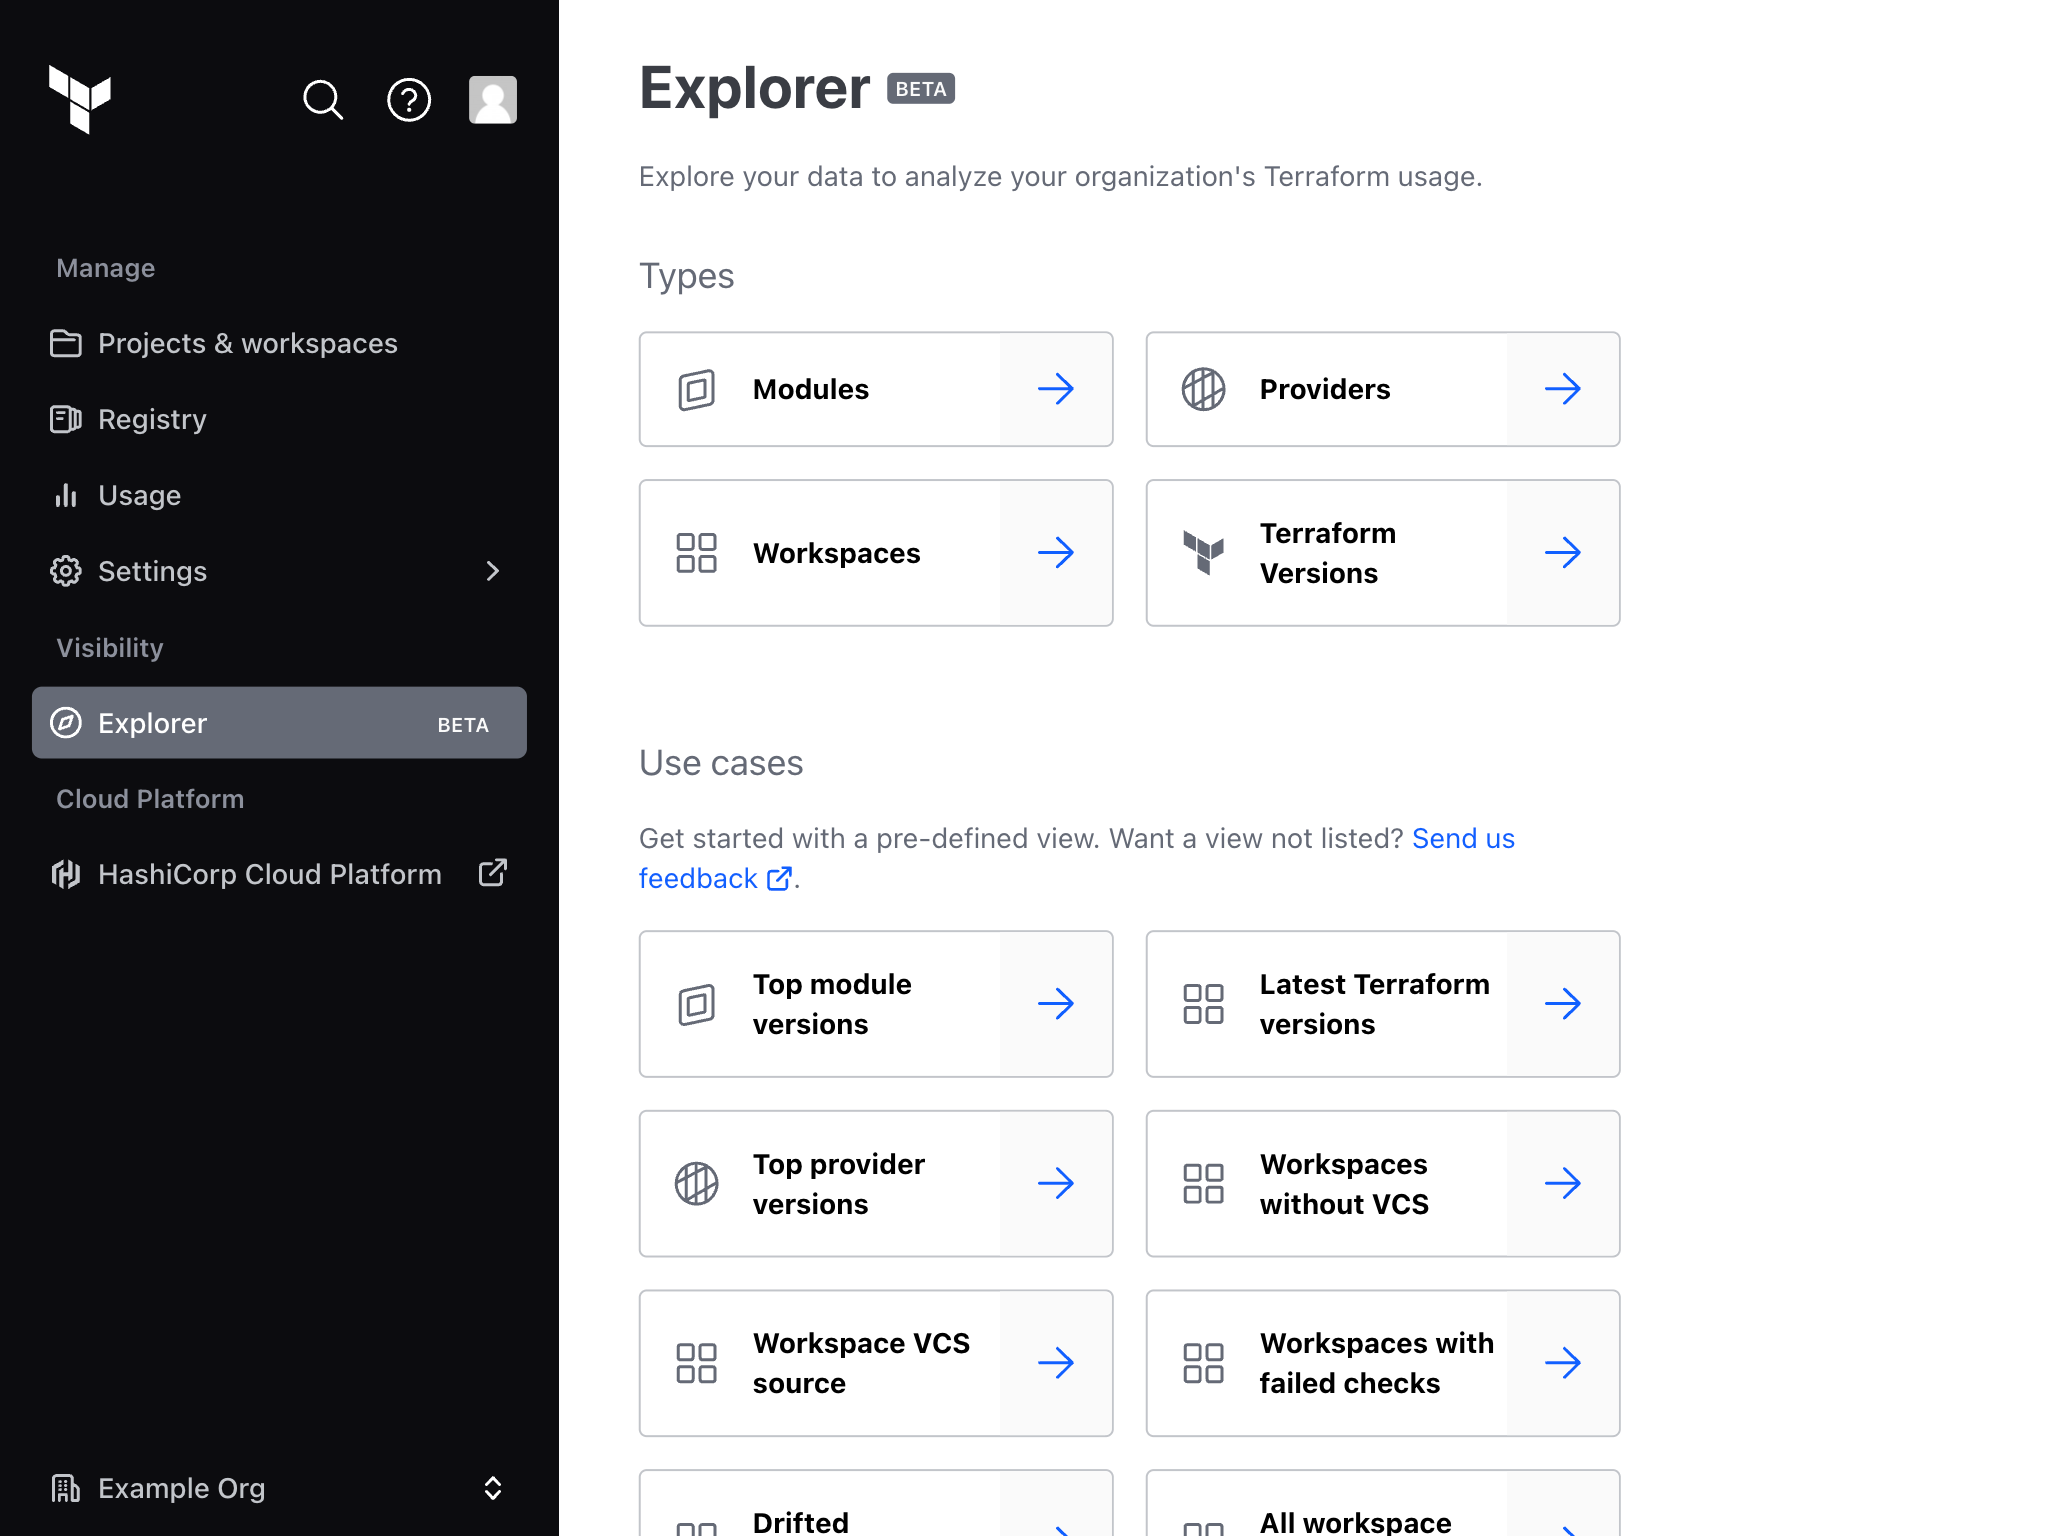 Manage
Projects & workspaces
Registry
Usage
Settings
Visibility
Explorer BETA
Cloud Platform
HashiCorp Cloud Platform
Example Org
Explorer BETA
Explore your data to analyze your organization's Terraform usage.
Types
Modules
Providers
Workspaces
Terraform
Versions
Use cases
Get started with a pre-defined view. Want a view not listed? Send us
feedback.
Top module
versions
Latest Terraform
versions
Top provider
versions
Workspaces
without VCS
Workspace VCS
source
Workspaces with
failed checks
Drifted
All workspace